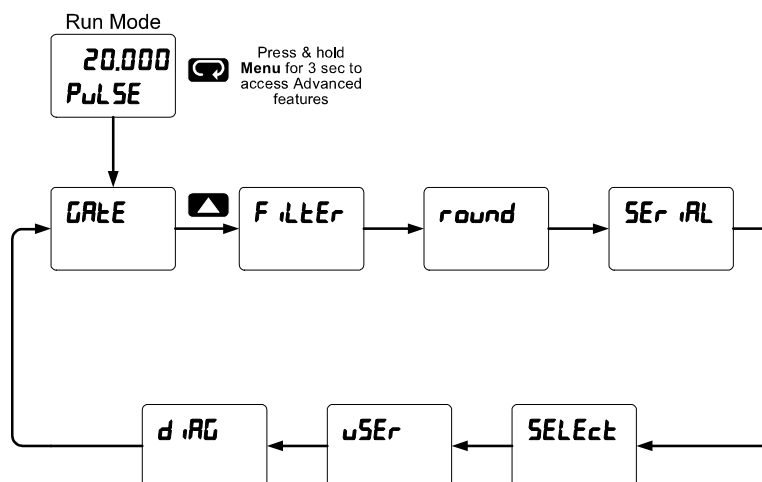 Run Mode
20.000
PuLSE
Press & hold
Menu for 3 sec to
access Advanced
features
GAtE
FiLtEr
round
SEriAL
diAG
uSEr
SELEct